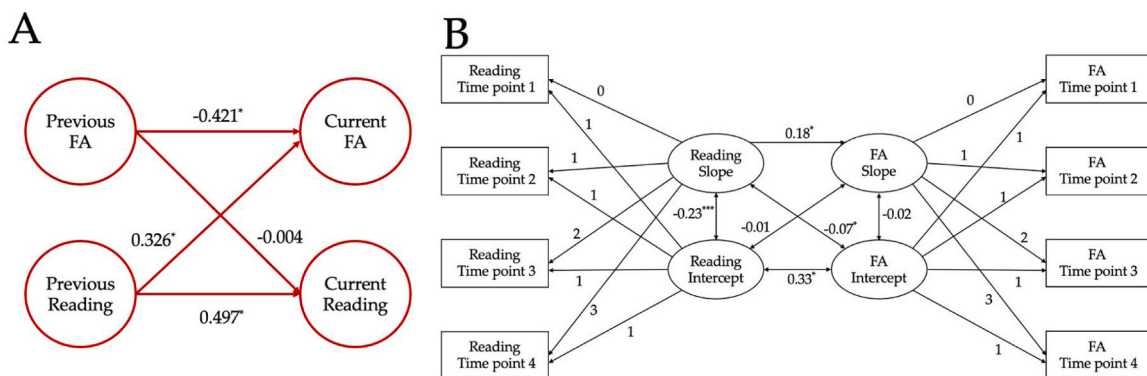 A
Previous
FA
-0.421*
Current
FA
0.326*
-0.004
Previous
Reading
0.497*
Current
Reading
B
Reading
Time point 1
0
1
Reading
Time point 2
1
1
Reading
Time point 3
2
1
Reading
Time point 4
3
1
Reading
Slope
0.18*
FA
Slope
-0.23***
-0.01
-0.07*
-0.02
Reading
Intercept
0.33*
FA
Intercept
0
1
FA
Time point 1
1
1
FA
Time point 2
2
1
FA
Time point 3
3
1
FA
Time point 4